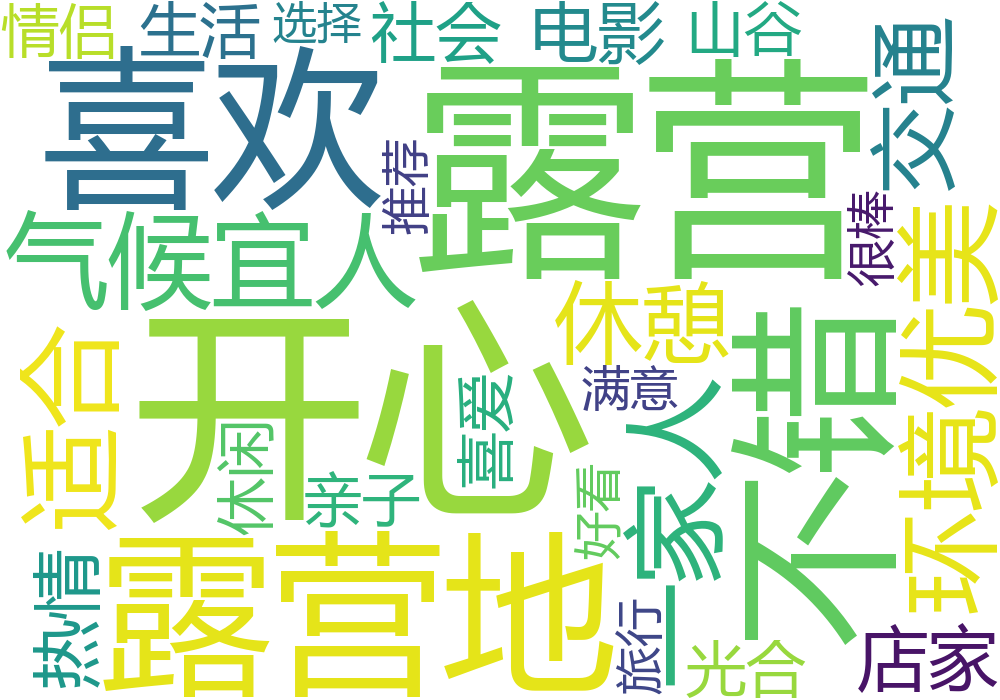 情侣
生活
选择
社会
电影
山谷
喜欢
露营
交通
推荐
很棒
气候宜人
休憩
环境优美
开心
不错
适合
满意
喜爱
一家人
休闲
亲子
好看
露营地
热情
旅行
光合
店家